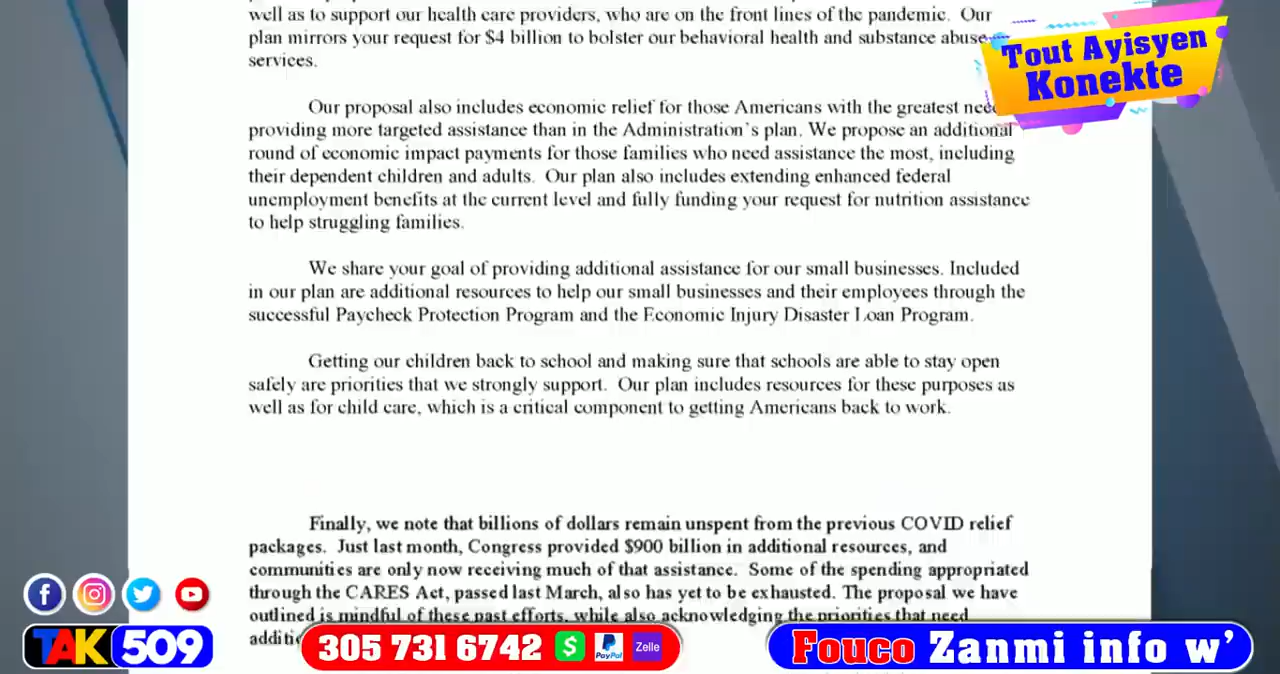 well as to support our health care providers, who are on the front lines of the pandemic. Our
plan mirrors your request for $4 billion to bolster our behavioral health and substance abuse
services.
Our proposal also includes economic relief for those Americans with the greatest
providing more targeted assistance than in the Administration's plan. We propose an additional
round of economic impact payments for those families who need assistance the most, including
their dependent children and adults. Our plan also includes extending enhanced federal
unemployment benefits at the current level and fully funding your request for nutrition assistance
to help struggling families.
We share your goal of providing additional assistance for our small businesses. Included
in our plan are additional resources to help our small businesses and their employees through the
successful Paycheck Protection Program and the Economic Injury Disaster Loan Program.
Getting our children back to school and making sure that schools are able to stay open
safely are priorities that we strongly support. Our plan includes resources for these purposes as
well as for child care, which is a critical component to getting Americans back to work.
Finally, we note that billions of dollars remain unspent from the previous COVID relief
packages. Just last month, Congress provided $900 billion in additional resources, and
communities are only now receiving much of that assistance. Some of the spending appropriated
through the CARES Act, passed last March, also has yet to be exhausted. The proposal we have
outlined is mindful of these past efforts, while also acknowledging the priorities that need
Tout Ayisyen
Konekte
TAK 509
305 731 6742
$
PayPal
Zelle
Fouco Zanmi info w'